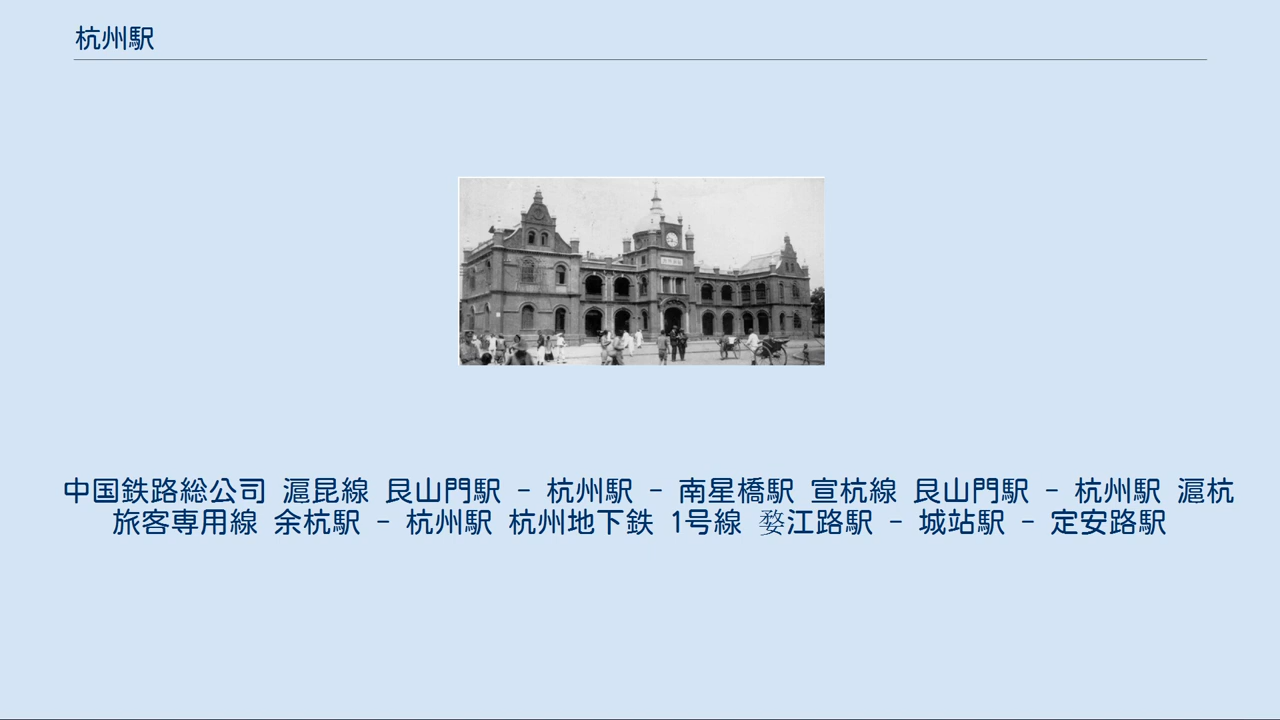 杭州駅
中国鉄路総公司 滬昆線 艮山門駅 - 杭州駅 - 南星橋駅 宣杭線 艮山門駅 - 杭州駅 滬杭
旅客専用線 余杭駅 - 杭州駅 杭州地下鉄 1号線 婺江路駅 - 城站駅 - 定安路駅